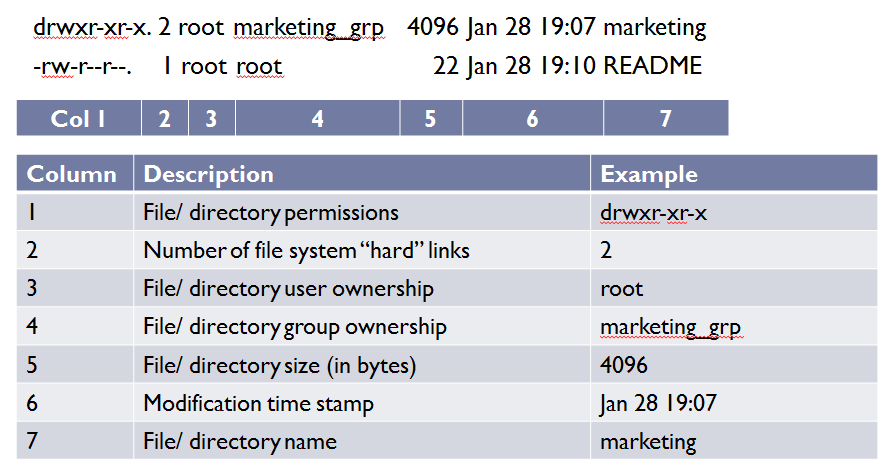 drwxr-xr-x. 2 root marketing_grp 4096 Jan 28 19:07 marketing
-rw-r--r--. 1 root root 22 Jan 28 19:10 README
Col 1 2 3 4 5 6 7
Column Description Example
1 File/ directory permissions drwxr-xr-x
2 Number of file system “hard” links 2
3 File/ directory user ownership root
4 File/ directory group ownership marketing_grp
5 File/ directory size (in bytes) 4096
6 Modification time stamp Jan 28 19:07
7 File/ directory name marketing